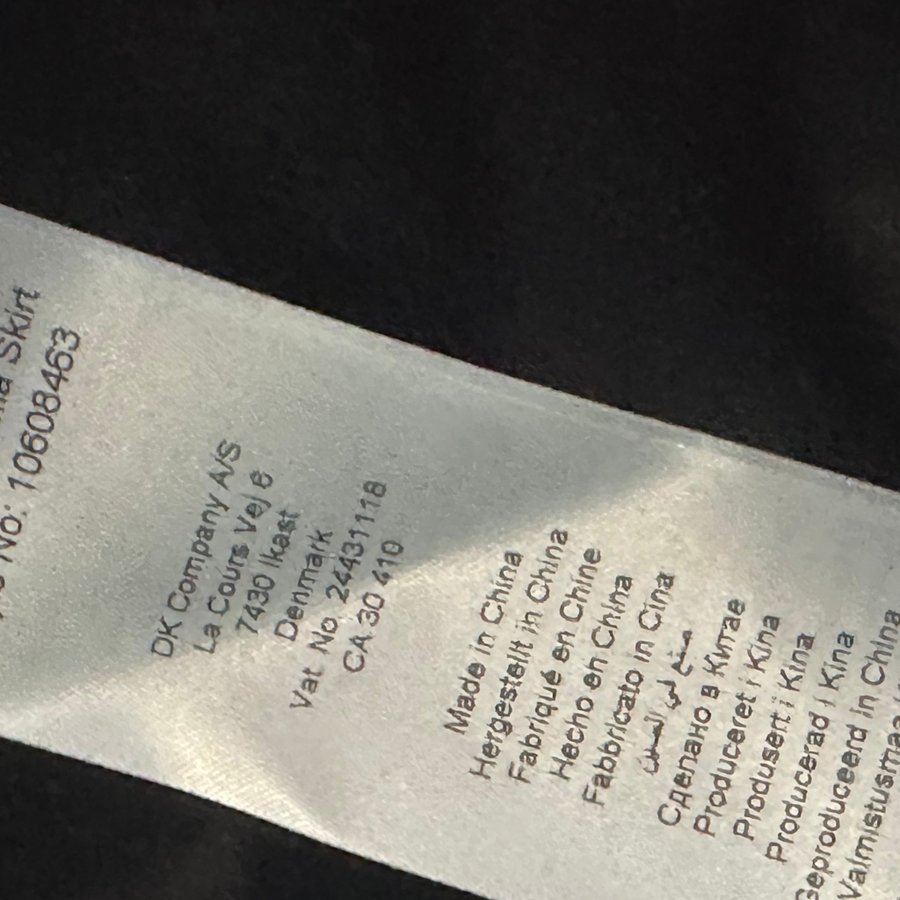 Skirt
No: 10608463
DK Company A/S
La Cours Vej 6
7430 Ikast
Denmark
Vat No. 24431118
CA 30 410
Made in China
Hergestellt in China
Fabriqué en Chine
Hecho en China
Fabbricato in Cina
صنع في الصين
Сделано в Китае
Produceret i Kina
Produsert i Kina
Producerad i Kina
Geproduceerd in China